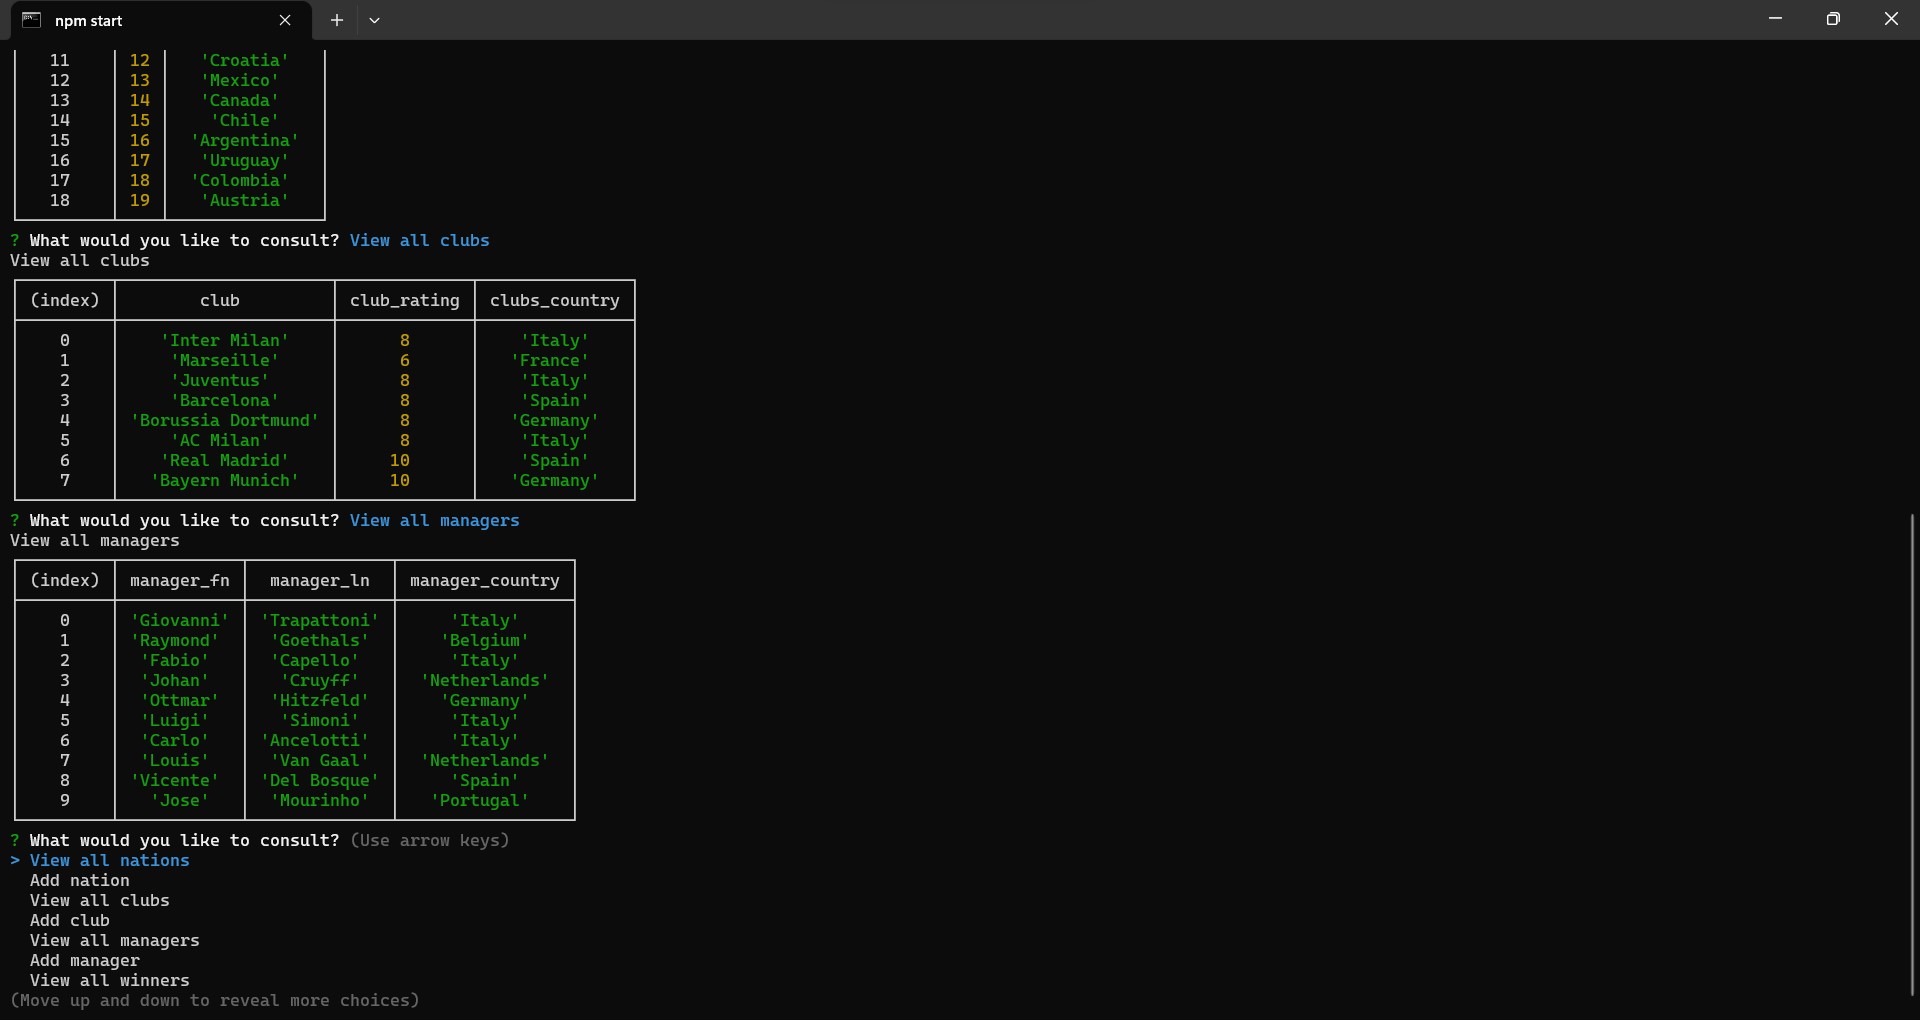 npm start
11 12 'Croatia'
12 13 'Mexico'
13 14 'Canada'
14 15 'Chile'
15 16 'Argentina'
16 17 'Uruguay'
17 18 'Colombia'
18 19 'Austria'
? What would you like to consult? View all clubs
View all clubs
(index) club club_rating clubs_country
0 'Inter Milan' 8 'Italy'
1 'Marseille' 6 'France'
2 'Juventus' 8 'Italy'
3 'Barcelona' 8 'Spain'
4 'Borussia Dortmund' 8 'Germany'
5 'AC Milan' 8 'Italy'
6 'Real Madrid' 10 'Spain'
7 'Bayern Munich' 10 'Germany'
? What would you like to consult? View all managers
View all managers
(index) manager_fn manager_ln manager_country
0 'Giovanni' 'Trapattoni' 'Italy'
1 'Raymond' 'Goethals' 'Belgium'
2 'Fabio' 'Capello' 'Italy'
3 'Johan' 'Cruyff' 'Netherlands'
4 'Ottmar' 'Hitzfeld' 'Germany'
5 'Luigi' 'Simoni' 'Italy'
6 'Carlo' 'Ancelotti' 'Italy'
7 'Louis' 'Van Gaal' 'Netherlands'
8 'Vicente' 'Del Bosque' 'Spain'
9 'Jose' 'Mourinho' 'Portugal'
? What would you like to consult? (Use arrow keys)
> View all nations
Add nation
View all clubs
Add club
View all managers
Add manager
View all winners
(Move up and down to reveal more choices)